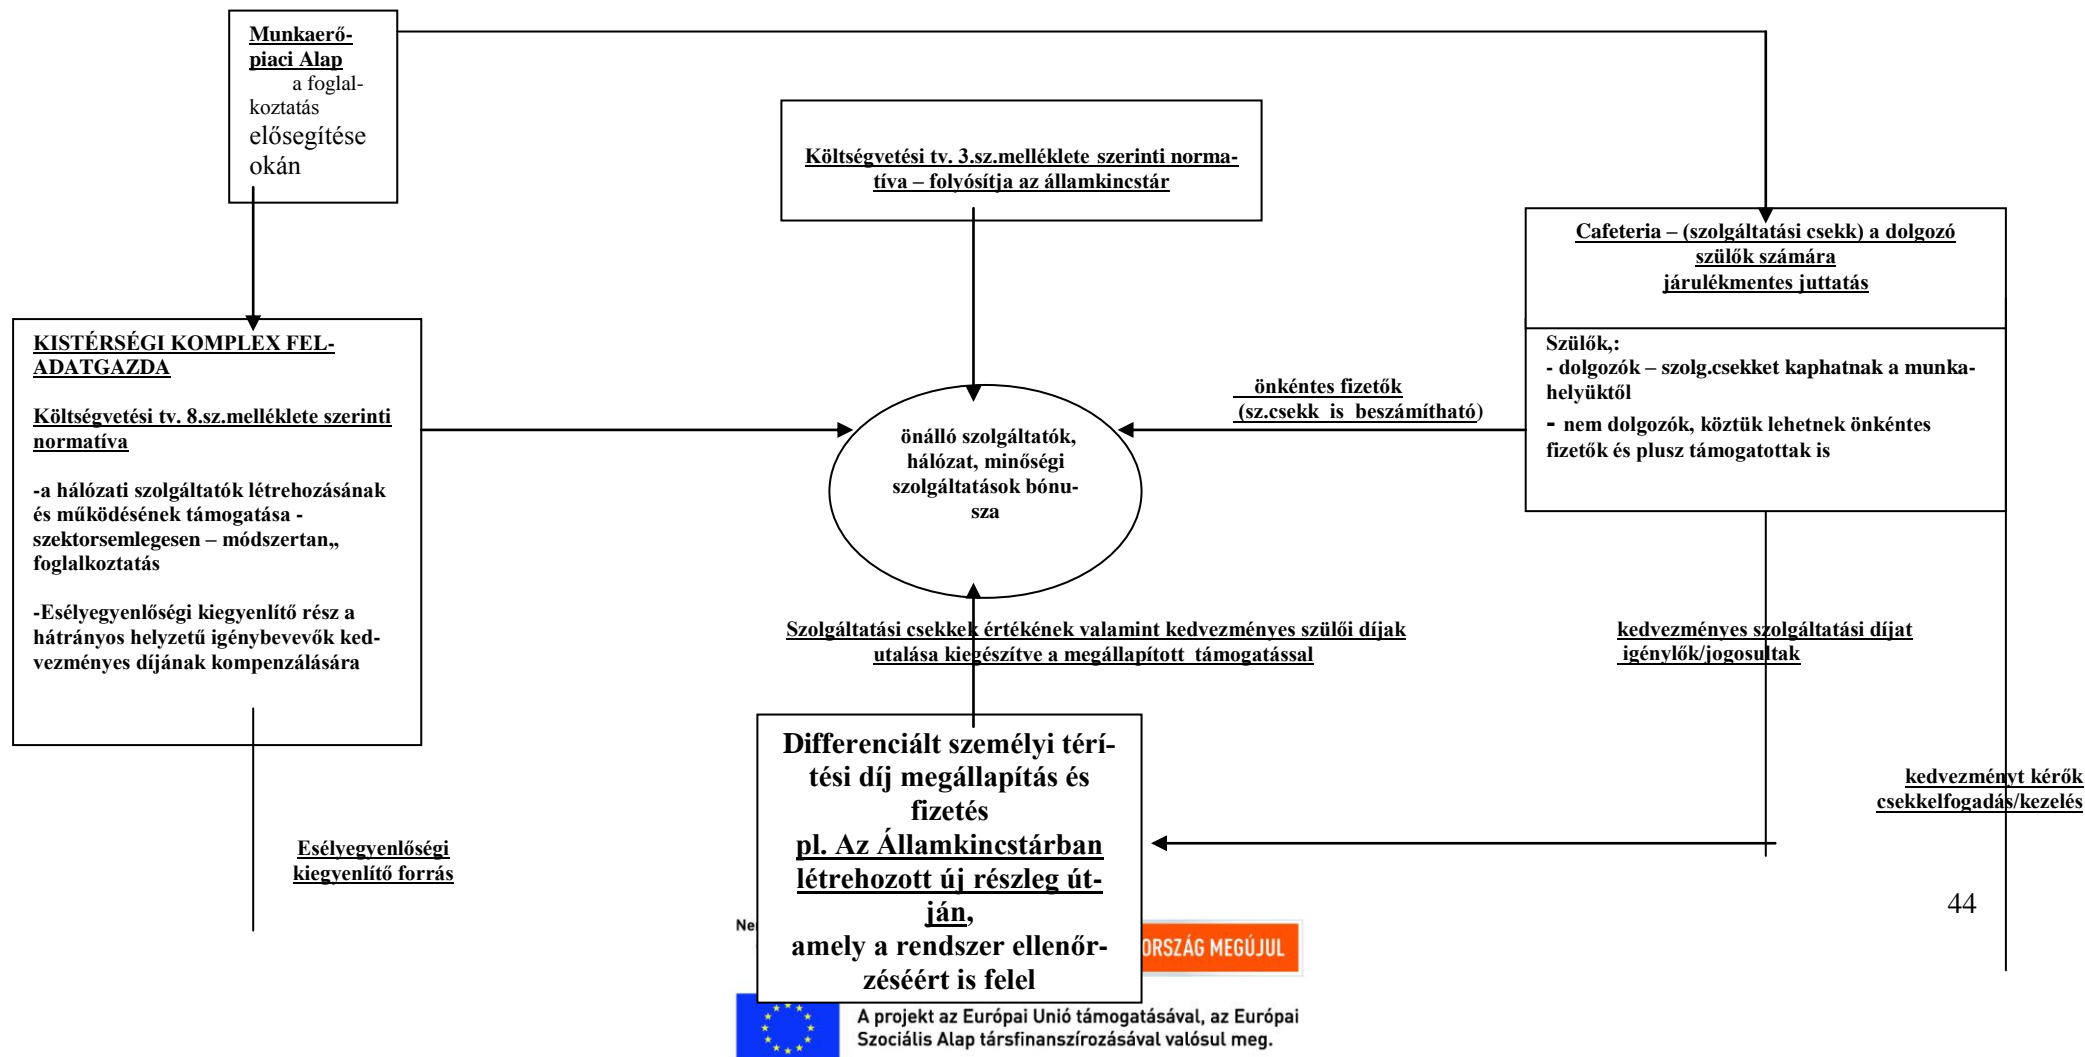 Munkaerő-
piaci Alap
a foglal-
koztatás
elősegítése
okán
Költségvetési tv. 3.sz.melléklete szerinti norma-
tíva – folyósítja az államkincstár
Cafeteria – (szolgáltatási csekk) a dolgozó
szülők számára
járulékmentes juttatás
Szülők,:
- dolgozók – szolg.csekket kaphatnak a munka-
helyüktől
- nem dolgozók, köztük lehetnek önkéntes
fizetők és plusz támogatottak is
KISTÉRSÉGI KOMPLEX FEL-
ADATGAZDA
Költségvetési tv. 8.sz.melléklete szerinti
normatíva
-a hálózati szolgáltatók létrehozásának
és működésének támogatása -
szektorsemlegesen – módszertan,,
foglalkoztatás
-Esélyegyenlőségi kiegyenlítő rész a
hátrányos helyzetű igénybevevők ked-
vezményes díjának kompenzálására
önkéntes fizetők
(sz.csekk is beszámítható)
önálló szolgáltatók,
hálózat, minőségi
szolgáltatások bónu-
sza
Szolgáltatási csekkek értékének valamint kedvezményes szülői díjak
utalása kiegészítve a megállapított támogatással
kedvezményes szolgáltatási díjat
igénylők/jogosultak
Differenciált személyi térí-
tési díj megállapítás és
fizetés
pl. Az Államkincstárban
létrehozott új részleg út-
ján,
amely a rendszer ellenőr-
zéséért is felel
kedvezményt kérők
csekkelfogadás/kezelés
Esélyegyenlőségi
kiegyenlítő forrás
44
ORSZÁG MEGÚJUL
A projekt az Európai Unió támogatásával, az Európai
Szociális Alap társfinanszírozásával valósul meg.